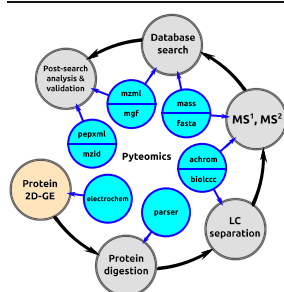 Database
search
Post-search
analysis &
validation
mzml
mgf
mass
fasta
MS¹, MS²
pepxml
mzid
Pyteomics
achrom
biolccc
Protein
2D-GE
electrochem
parser
LC
separation
Protein
digestion